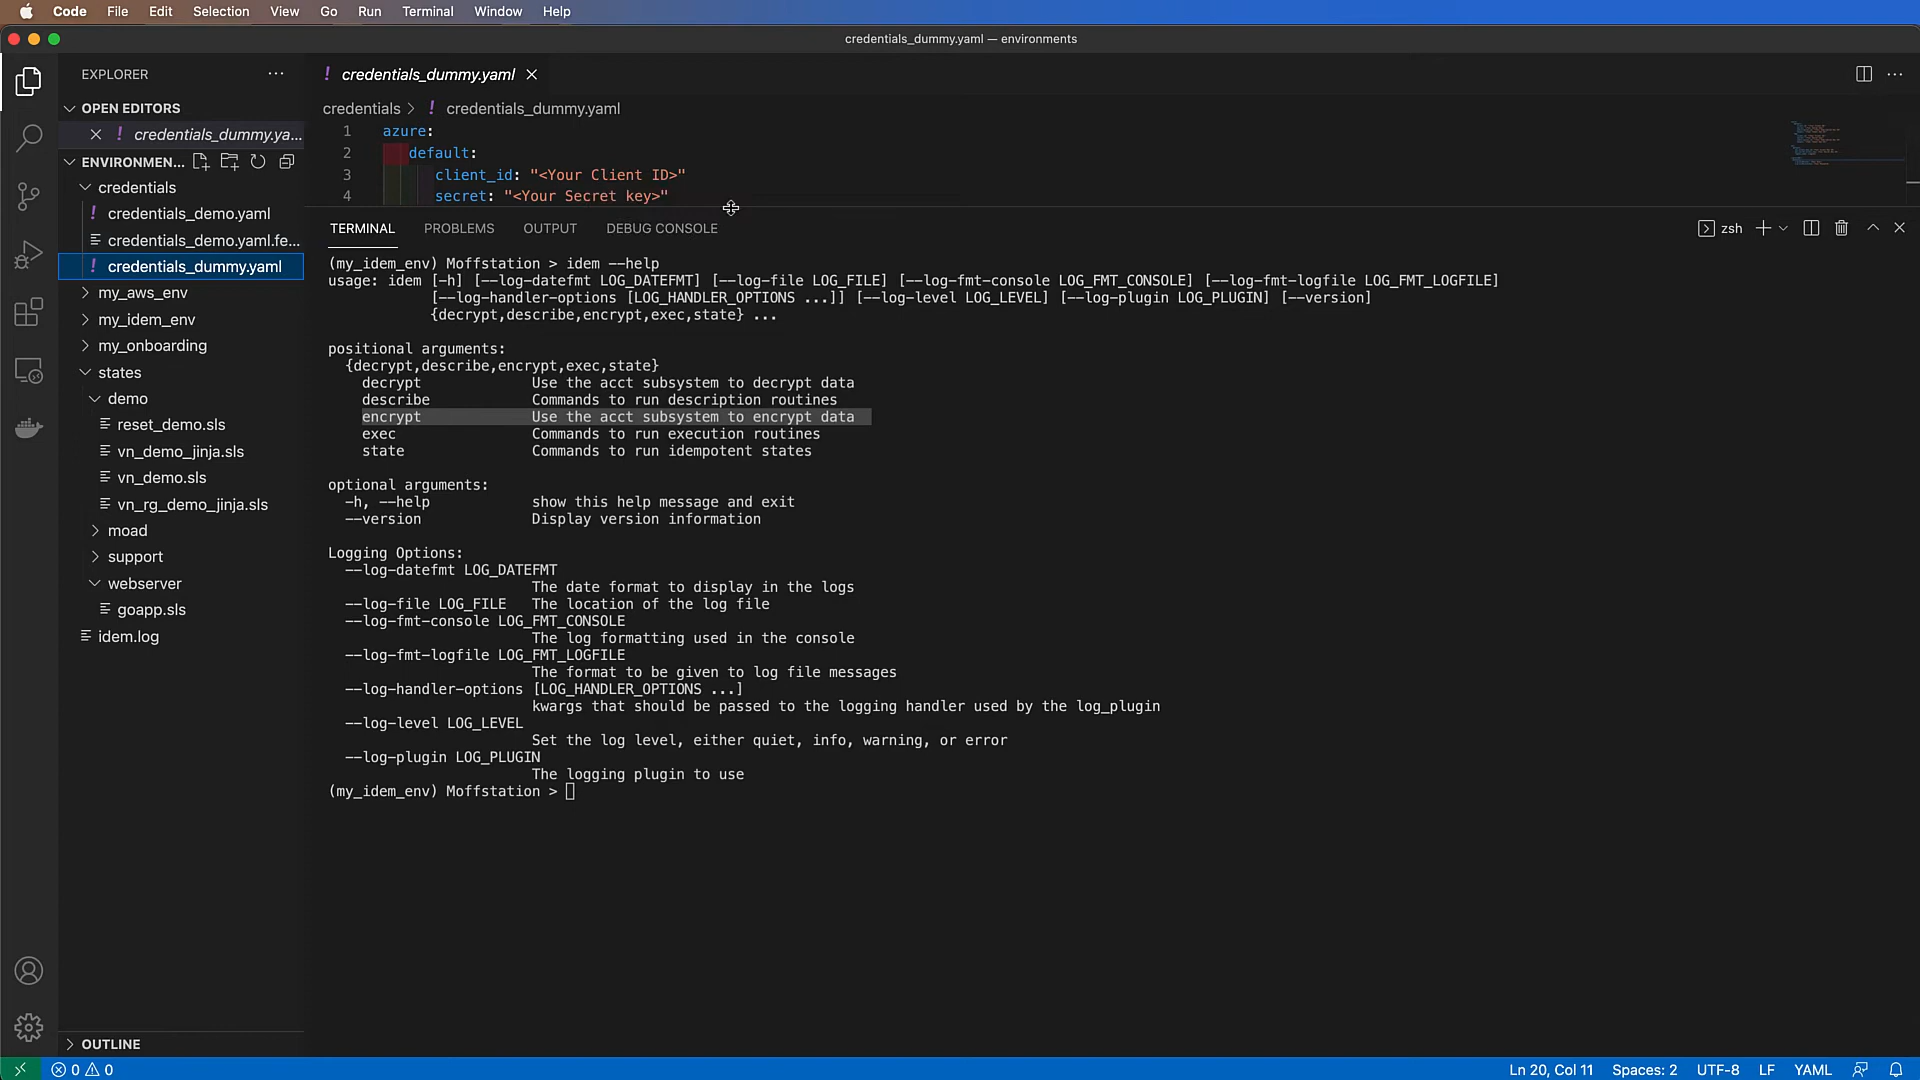 Code File Edit Selection View Go Run Terminal Window Help
credentials_dummy.yaml — environments
EXPLORER ...
OPEN EDITORS
! credentials_dummy.ya...
ENVIRONMEN...
credentials
! credentials_demo.yaml
credentials_demo.yaml.fe...
! credentials_dummy.yaml
my_aws_env
my_idem_env
my_onboarding
states
demo
reset_demo.sls
vn_demo_jinja.sls
vn_demo.sls
vn_rg_demo_jinja.sls
moad
support
webserver
goapp.sls
idem.log
OUTLINE
! credentials_dummy.yaml
credentials > ! credentials_dummy.yaml
1 azure:
2 default:
3 client_id: "<Your Client ID>"
4 secret: "<Your Secret key>"
TERMINAL PROBLEMS OUTPUT DEBUG CONSOLE
zsh
(my_idem_env) Moffstation > idem --help
usage: idem [-h] [--log-datefmt LOG_DATEFMT] [--log-file LOG_FILE] [--log-fmt-console LOG_FMT_CONSOLE] [--log-fmt-logfile LOG_FMT_LOGFILE]
[--log-handler-options [LOG_HANDLER_OPTIONS ...]] [--log-level LOG_LEVEL] [--log-plugin LOG_PLUGIN] [--version]
{decrypt,describe,encrypt,exec,state} ...
positional arguments:
{decrypt,describe,encrypt,exec,state}
decrypt Use the acct subsystem to decrypt data
describe Commands to run description routines
encrypt Use the acct subsystem to encrypt data
exec Commands to run execution routines
state Commands to run idempotent states
optional arguments:
-h, --help show this help message and exit
--version Display version information
Logging Options:
--log-datefmt LOG_DATEFMT
The date format to display in the logs
--log-file LOG_FILE The location of the log file
--log-fmt-console LOG_FMT_CONSOLE
The log formatting used in the console
--log-fmt-logfile LOG_FMT_LOGFILE
The format to be given to log file messages
--log-handler-options [LOG_HANDLER_OPTIONS ...]
kwargs that should be passed to the logging handler used by the log_plugin
--log-level LOG_LEVEL
Set the log level, either quiet, info, warning, or error
--log-plugin LOG_PLUGIN
The logging plugin to use
(my_idem_env) Moffstation >
0 0 Ln 20, Col 11 Spaces: 2 UTF-8 LF YAML